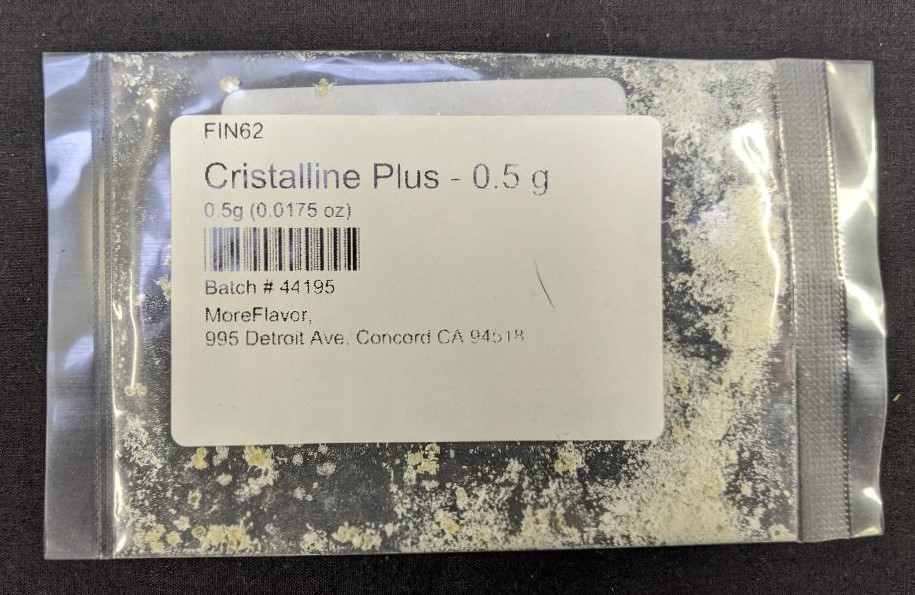 FIN62
Cristalline Plus - 0.5 g
0.5g (0.0175 oz)
Batch # 44195
MoreFlavor,
995 Detroit Ave. Concord CA 94518